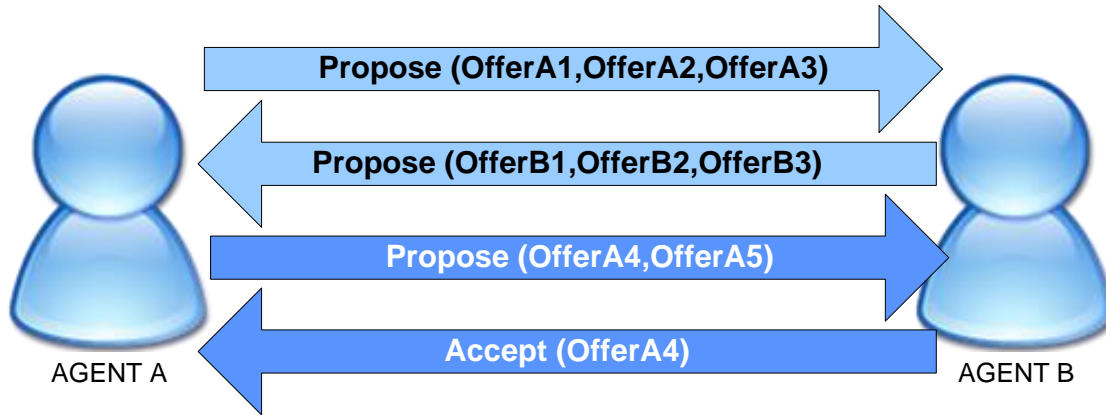 Propose (OfferA1,OfferA2,OfferA3)
Propose (OfferB1,OfferB2,OfferB3)
Propose (OfferA4,OfferA5)
Accept (OfferA4)
AGENT A
AGENT B